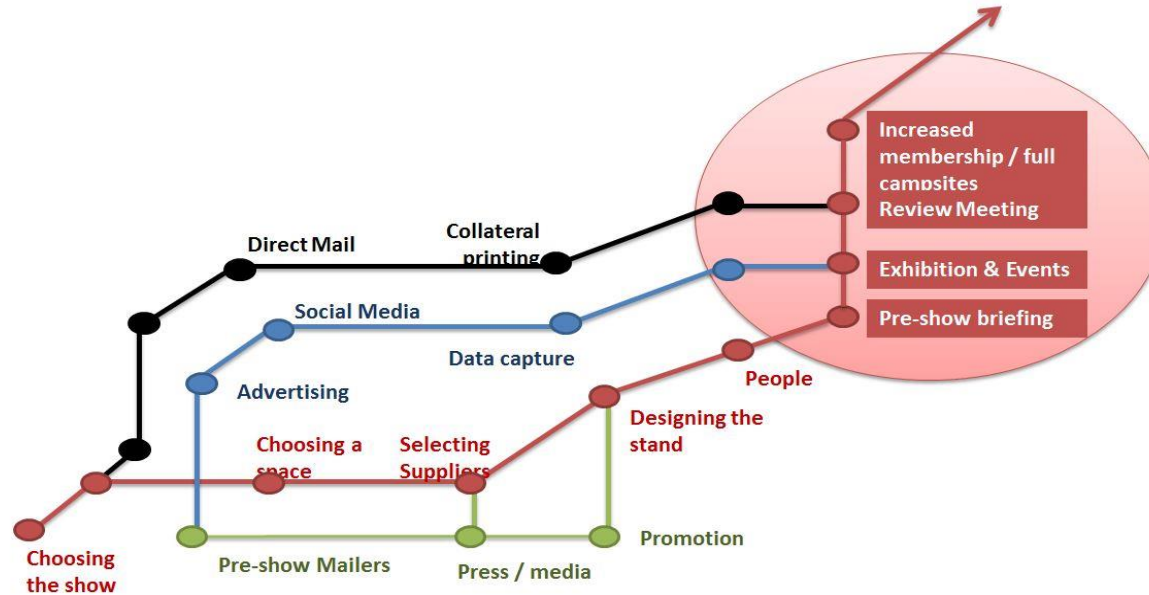 Increased
membership / full
campsites
Review Meeting
Exhibition & Events
Pre-show briefing
Direct Mail
Collateral
printing
Social Media
Data capture
Advertising
People
Choosing a
space
Selecting
Suppliers
Designing the
stand
Choosing
the show
Pre-show Mailers
Press / media
Promotion